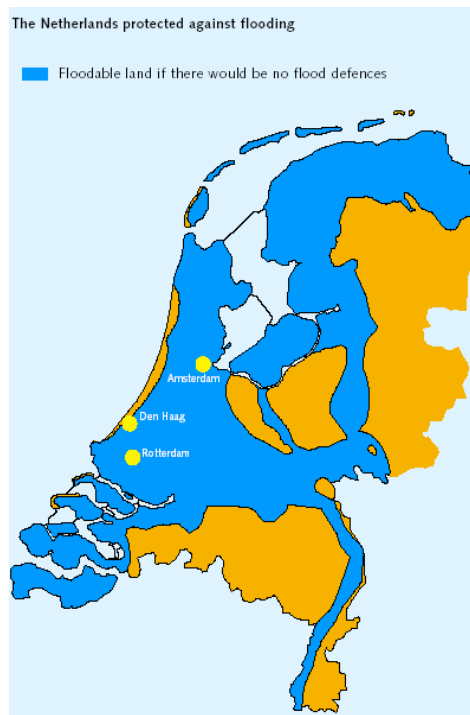 The Netherlands protected against flooding
Floodable land if there would be no flood defences
Amsterdam
Den Haag
Rotterdam